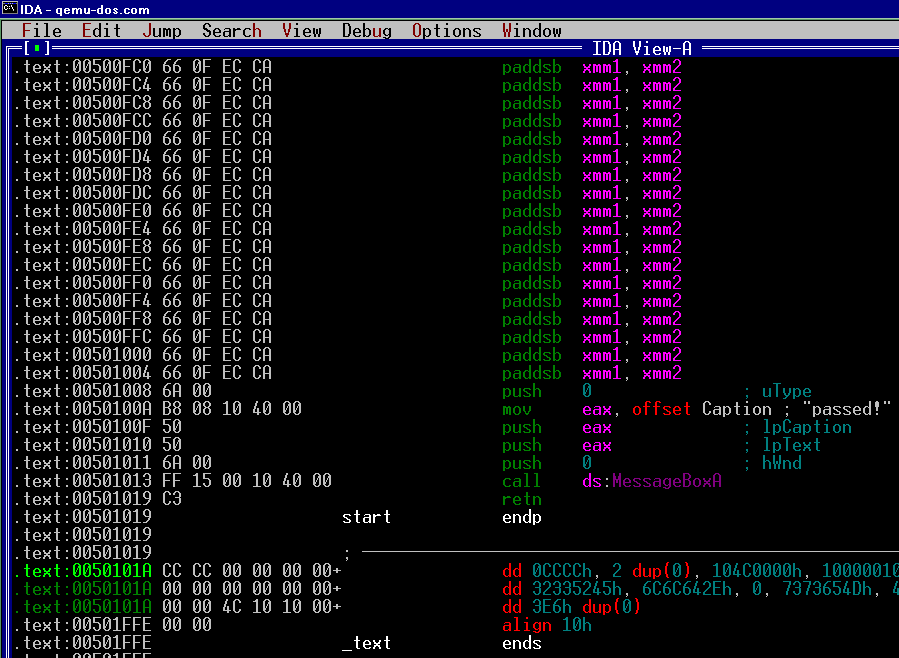 IDA - qemu-dos.com
File Edit Jump Search View Debug Options Window
[■] IDA View-A
.text:00500FC0 66 0F EC CA paddsb xmm1, xmm2
.text:00500FC4 66 0F EC CA paddsb xmm1, xmm2
.text:00500FC8 66 0F EC CA paddsb xmm1, xmm2
.text:00500FCC 66 0F EC CA paddsb xmm1, xmm2
.text:00500FD0 66 0F EC CA paddsb xmm1, xmm2
.text:00500FD4 66 0F EC CA paddsb xmm1, xmm2
.text:00500FD8 66 0F EC CA paddsb xmm1, xmm2
.text:00500FDC 66 0F EC CA paddsb xmm1, xmm2
.text:00500FE0 66 0F EC CA paddsb xmm1, xmm2
.text:00500FE4 66 0F EC CA paddsb xmm1, xmm2
.text:00500FE8 66 0F EC CA paddsb xmm1, xmm2
.text:00500FEC 66 0F EC CA paddsb xmm1, xmm2
.text:00500FF0 66 0F EC CA paddsb xmm1, xmm2
.text:00500FF4 66 0F EC CA paddsb xmm1, xmm2
.text:00500FF8 66 0F EC CA paddsb xmm1, xmm2
.text:00500FFC 66 0F EC CA paddsb xmm1, xmm2
.text:00501000 66 0F EC CA paddsb xmm1, xmm2
.text:00501004 66 0F EC CA paddsb xmm1, xmm2
.text:00501008 6A 00 push 0 ; uType
.text:0050100A B8 08 10 40 00 mov eax, offset Caption ; "passed!"
.text:0050100F 50 push eax ; lpCaption
.text:00501010 50 push eax ; lpText
.text:00501011 6A 00 push 0 ; hWnd
.text:00501013 FF 15 00 10 40 00 call ds:MessageBoxA
.text:00501019 C3 retn
.text:00501019 start endp
.text:00501019
.text:00501019 ;
.text:0050101A CC CC 00 00 00 00+ dd 0CCCCh, 2 dup(0), 104C0000h, 10000010
.text:0050101A 00 00 00 00 00 00+ dd 32335245h, 6C6C642Eh, 0, 7373654Dh, 4
.text:0050101A 00 00 4C 10 10 00+ dd 3E6h dup(0)
.text:00501FFE 00 00 align 10h
.text:00501FFE _text ends